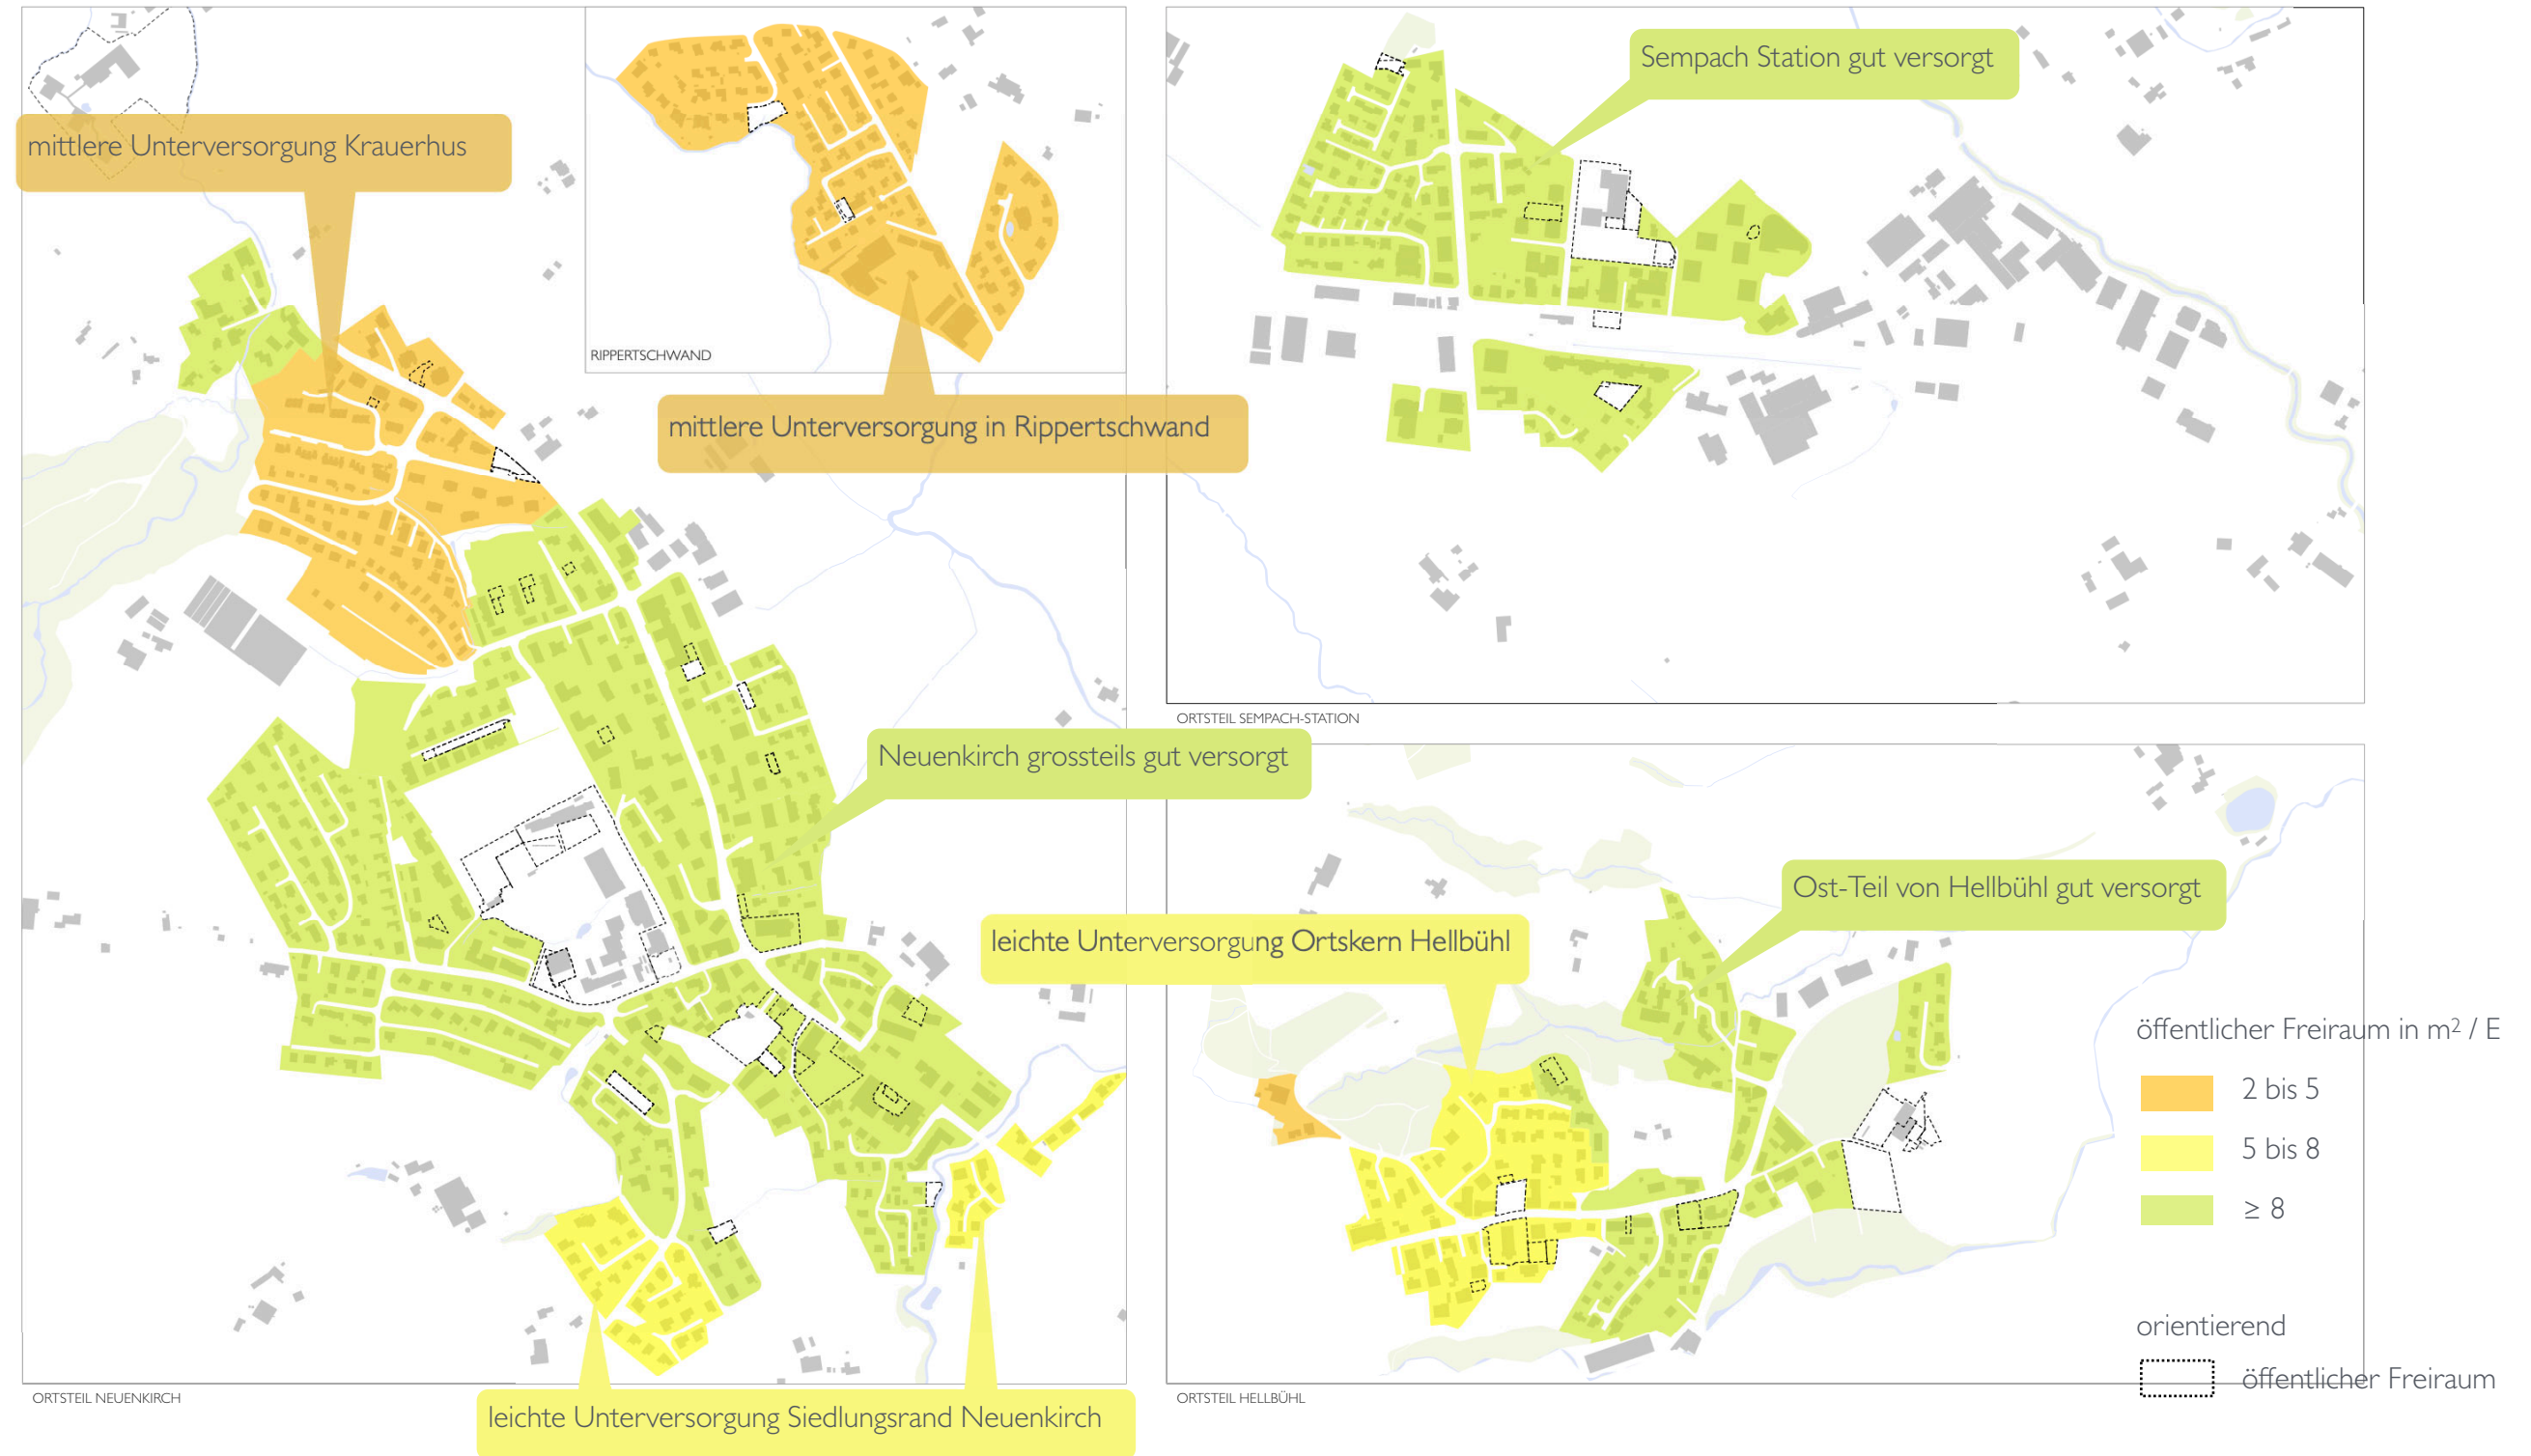 mittlere Unterversorgung Krauerhus
RIPPERTSCHWAND
mittlere Unterversorgung in Rippertschwand
Sempach Station gut versorgt
ORTSTEIL SEMPACH-STATION
Neuenkirch grossteils gut versorgt
Ost-Teil von Hellbühl gut versorgt
leichte Unterversorgung Ortskern Hellbühl
öffentlicher Freiraum in m² / E
2 bis 5
5 bis 8
≥ 8
orientierend
öffentlicher Freiraum
ORTSTEIL NEUENKIRCH
ORTSTEIL HELLBÜHL
leichte Unterversorgung Siedlungsrand Neuenkirch